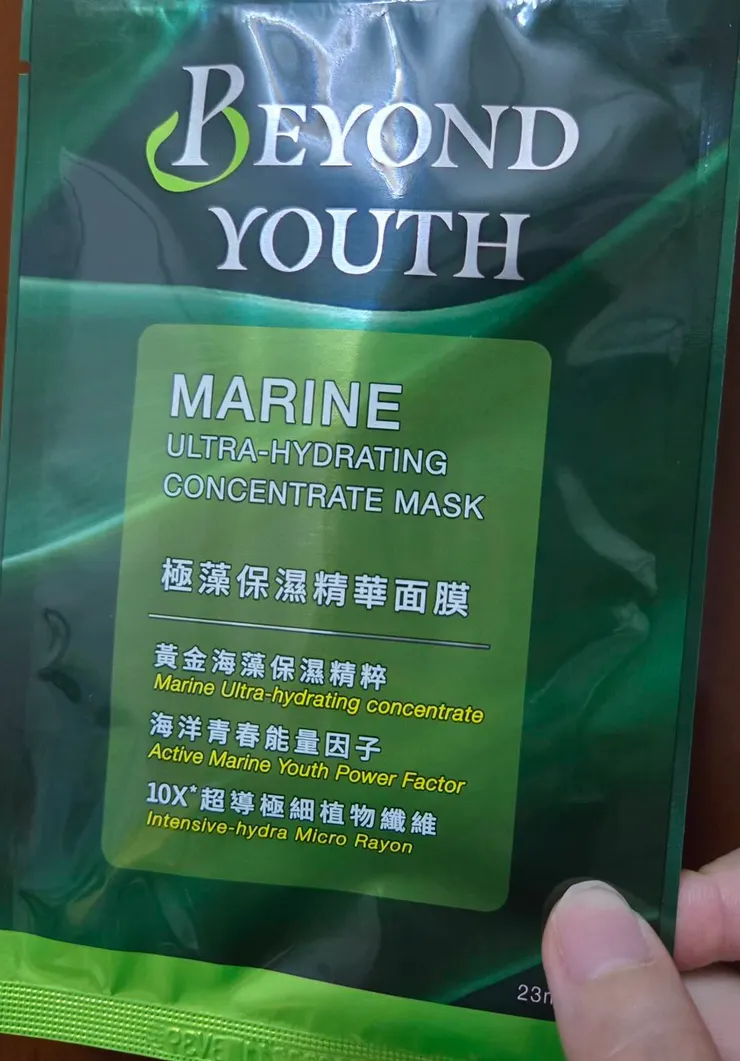 BEYOND
YOUTH
MARINE
ULTRA-HYDRATING
CONCENTRATE MASK
極藻保濕精華面膜
黃金海藻保濕精粹
Marine Ultra-hydrating concentrate
海洋青春能量因子
Active Marine Youth Power Factor
10X*超導極細植物纖維
Intensive-hydra Micro Rayon